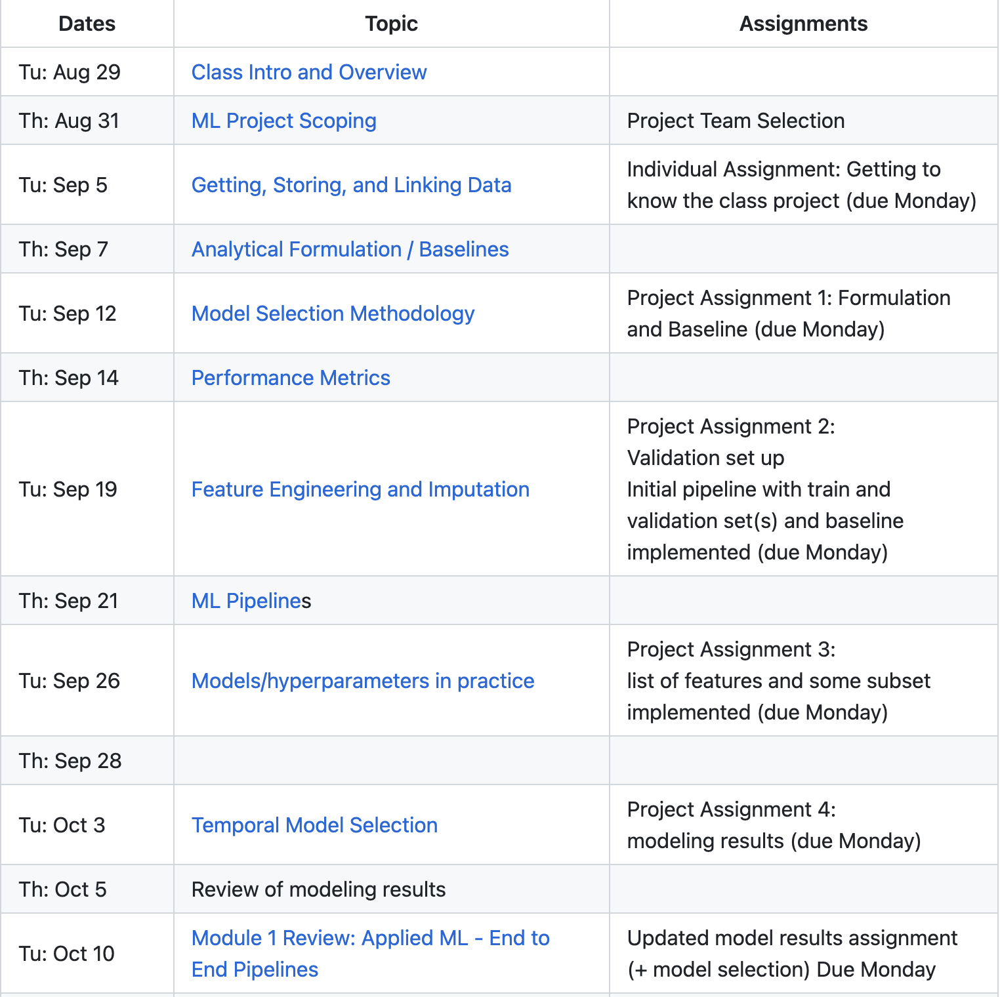 Dates Topic Assignments
Tu: Aug 29 Class Intro and Overview
Th: Aug 31 ML Project Scoping Project Team Selection
Tu: Sep 5 Getting, Storing, and Linking Data Individual Assignment: Getting to
know the class project (due Monday)
Th: Sep 7 Analytical Formulation / Baselines
Tu: Sep 12 Model Selection Methodology Project Assignment 1: Formulation
and Baseline (due Monday)
Th: Sep 14 Performance Metrics
Tu: Sep 19 Feature Engineering and Imputation Project Assignment 2:
Validation set up
Initial pipeline with train and
validation set(s) and baseline
implemented (due Monday)
Th: Sep 21 ML Pipelines
Tu: Sep 26 Models/hyperparameters in practice Project Assignment 3:
list of features and some subset
implemented (due Monday)
Th: Sep 28
Tu: Oct 3 Temporal Model Selection Project Assignment 4:
modeling results (due Monday)
Th: Oct 5 Review of modeling results
Tu: Oct 10 Module 1 Review: Applied ML - End to
End Pipelines Updated model results assignment
(+ model selection) Due Monday